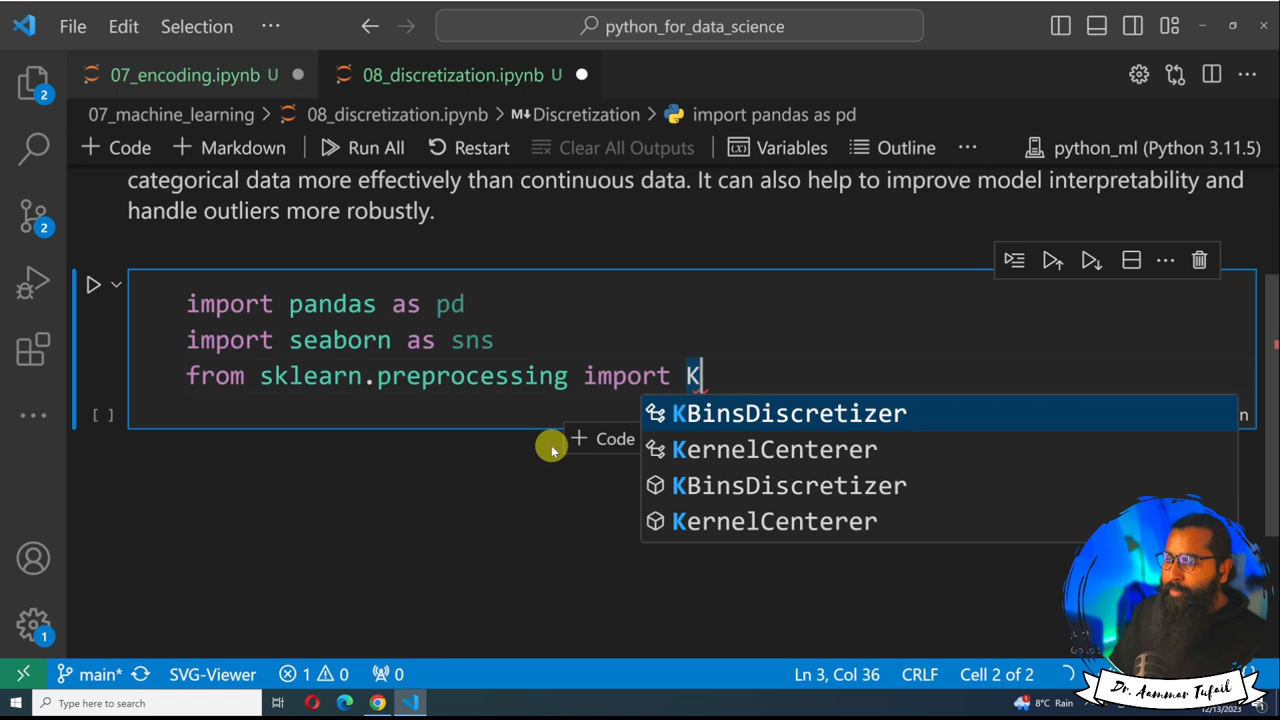 File Edit Selection ··· python_for_data_science
07_encoding.ipynb U 08_discretization.ipynb U
07_machine_learning > 08_discretization.ipynb > M↓Discretization > import pandas as pd
+ Code + Markdown Run All Restart Clear All Outputs (x) Variables Outline ··· python_ml (Python 3.11.5)
categorical data more effectively than continuous data. It can also help to improve model interpretability and
handle outliers more robustly.
import pandas as pd
import seaborn as sns
from sklearn.preprocessing import K
[ ]
KBinsDiscretizer
KernelCenterer
KBinsDiscretizer
KernelCenterer
+ Code
2
2
1
main* SVG-Viewer 1 0 0 Ln 3, Col 36 CRLF Cell 2 of 2
Type here to search 8°C Rain 12/13/2023
Dr. Aammar Tufail